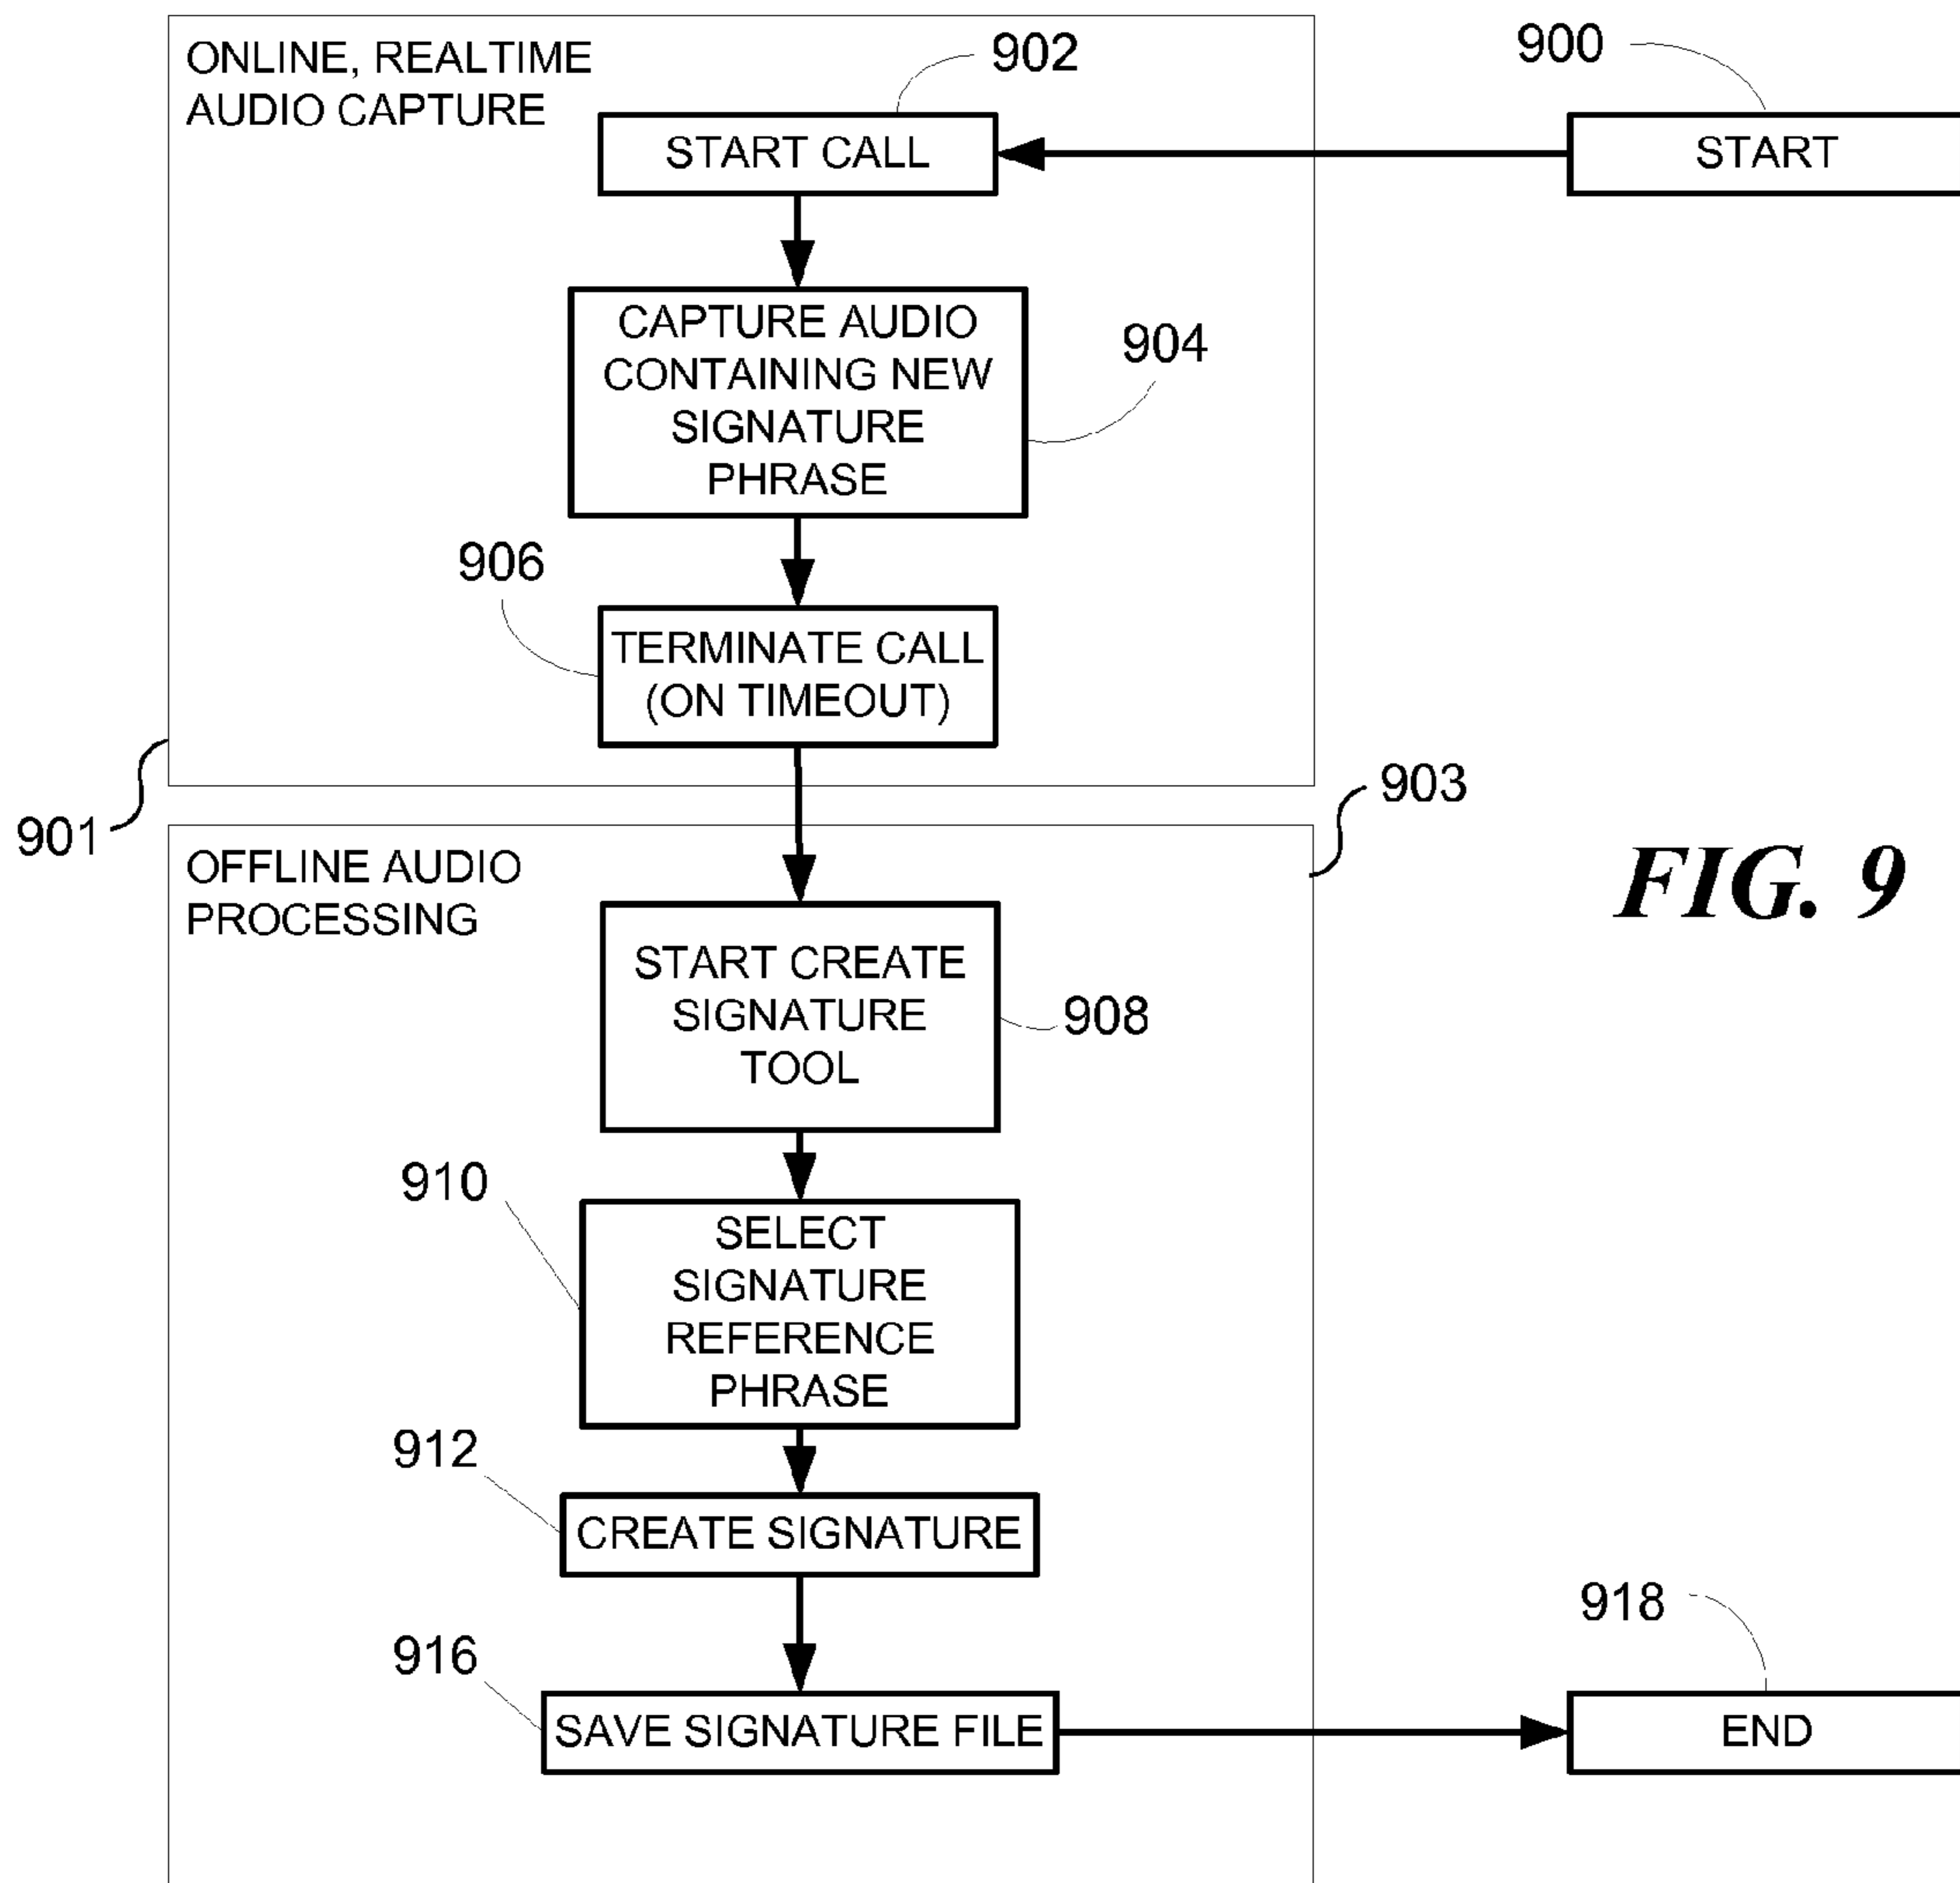 ONLINE, REALTIME
AUDIO CAPTURE
902
900
START CALL
START
CAPTURE AUDIO
CONTAINING NEW
SIGNATURE
PHRASE
904
906
TERMINATE CALL
(ON TIMEOUT)
901
903
OFFLINE AUDIO
PROCESSING
FIG. 9
START CREATE
SIGNATURE
TOOL
908
910
SELECT
SIGNATURE
REFERENCE
PHRASE
912
CREATE SIGNATURE
918
916
SAVE SIGNATURE FILE
END